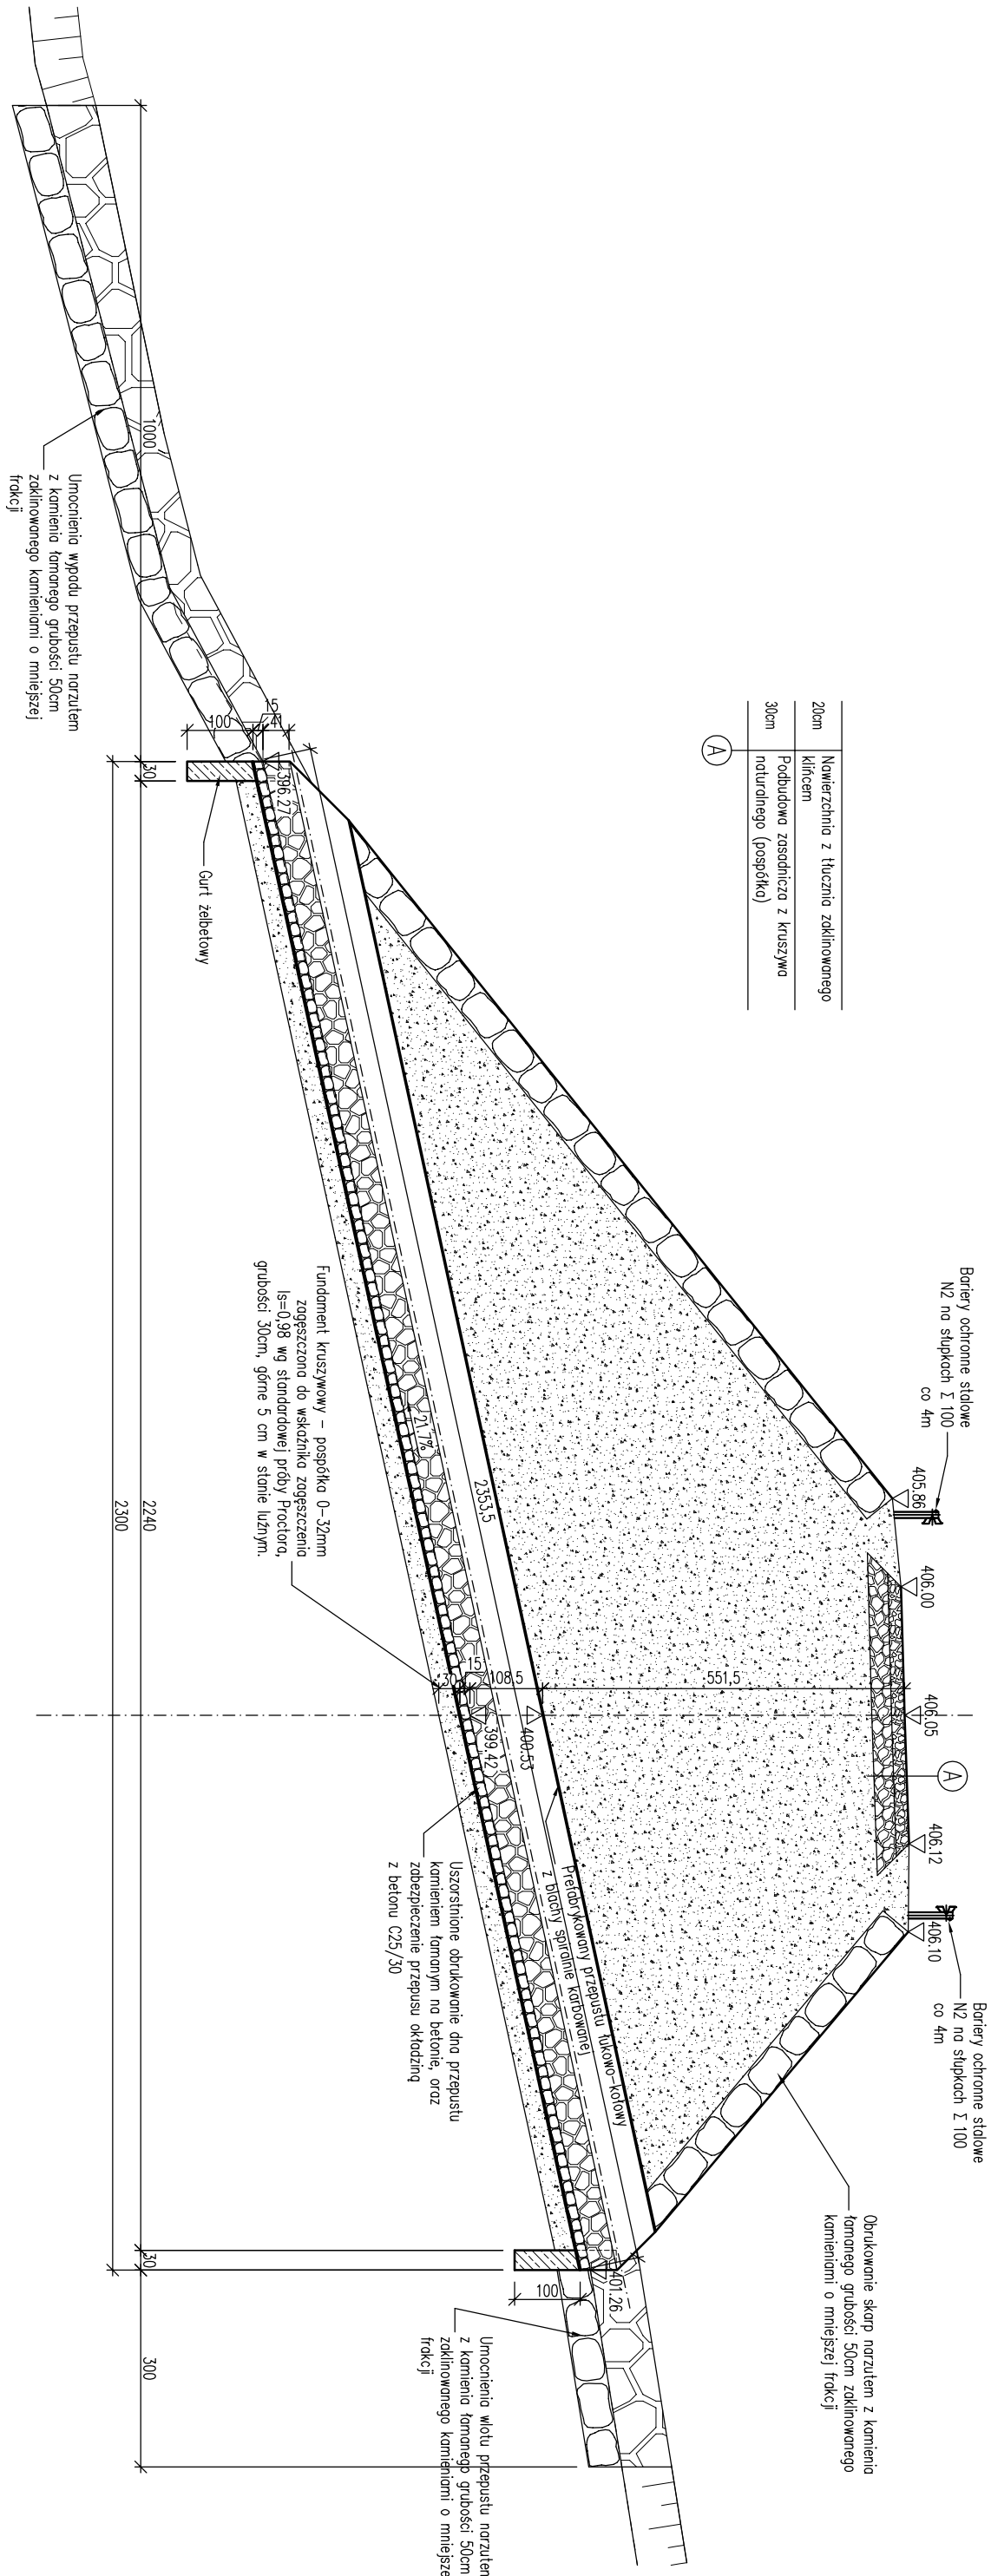 Bariery ochronne stalowe
N2 na słupkach Σ 100
co 4m
Bariery ochronne stalowe
N2 na słupkach Σ 100
co 4m
Obrukowanie skarp narzutem z kamienia
łamanego grubości 50cm zaklinowanego
kamieniami o mniejszej frakcji
20cm
Nawierzchnia z tłucznia zaklinowanego
klińcem
30cm
Podbudowa zasadnicza z kruszywa
naturalnego (pospółka)
A
405.86
406.00
406.05
A
406.12
406.10
551,5
400.53
108,5
15
30
399.42
Prefabrykowany przepustu łukowo-kołowy
z blachy spiralnie karbowanej
2353,5
21.7%
15
41
100
396.27
401.26
100
Gurt żelbetowy
Fundament kruszywowy – pospółka 0–32mm
zagęszczona do wskaźnika zagęszczenia
Is=0,98 wg standardowej próby Proctora,
grubości 30cm, górne 5 cm w stanie luźnym.
Uszorstnione obrukowanie dna przepustu
kamieniem łamanym na betonie, oraz
zabezpieczenie przepusu okładziną
z betonu C25/30
Umocnienia wypadu przepustu narzutem
z kamienia łamanego grubości 50cm
zaklinowanego kamieniami o mniejszej
frakcji
Umocnienia wlotu przepustu narzutem
z kamienia łamanego grubości 50cm
zaklinowanego kamieniami o mniejsze
frakcji
1000
30
2240
30
300
2300